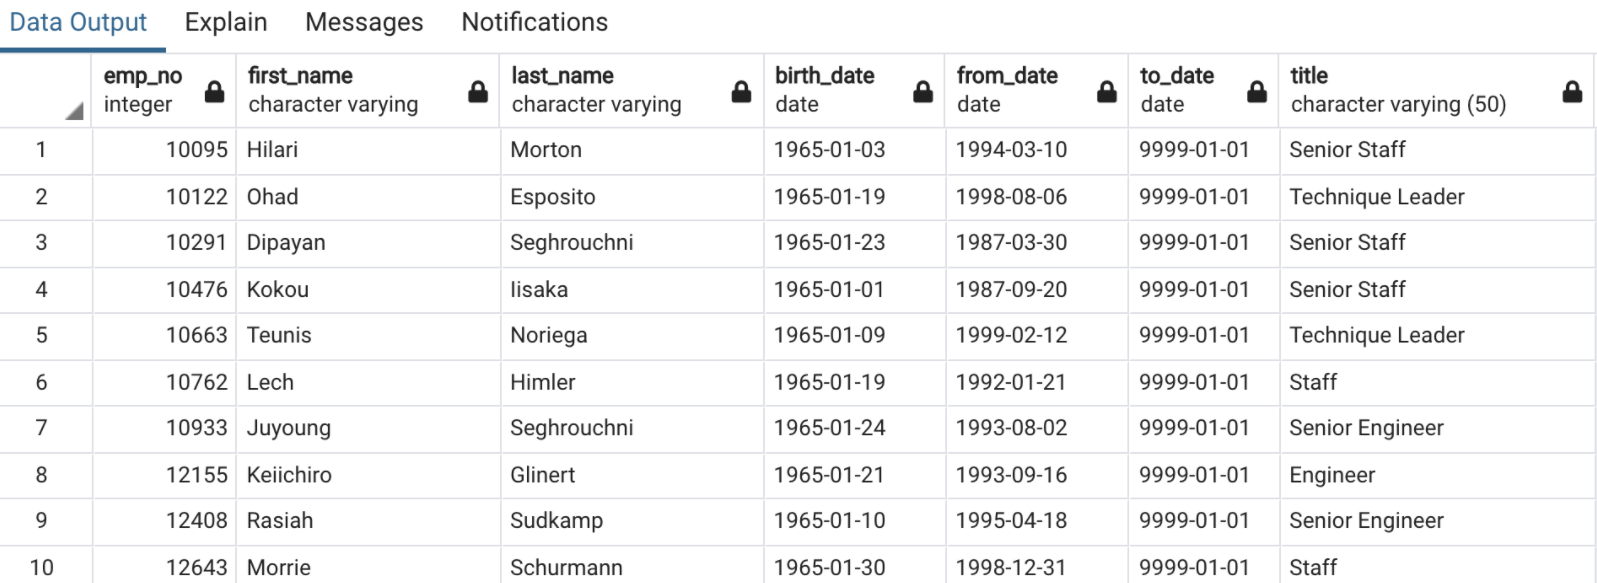 Data Output Explain Messages Notifications
emp_no first_name last_name birth_date from_date to_date title
integer character varying character varying date date date character varying (50)
1 10095 Hilari Morton 1965-01-03 1994-03-10 9999-01-01 Senior Staff
2 10122 Ohad Esposito 1965-01-19 1998-08-06 9999-01-01 Technique Leader
3 10291 Dipayan Seghrouchni 1965-01-23 1987-03-30 9999-01-01 Senior Staff
4 10476 Kokou Iisaka 1965-01-01 1987-09-20 9999-01-01 Senior Staff
5 10663 Teunis Noriega 1965-01-09 1999-02-12 9999-01-01 Technique Leader
6 10762 Lech Himler 1965-01-19 1992-01-21 9999-01-01 Staff
7 10933 Juyoung Seghrouchni 1965-01-24 1993-08-02 9999-01-01 Senior Engineer
8 12155 Keiichiro Glinert 1965-01-21 1993-09-16 9999-01-01 Engineer
9 12408 Rasiah Sudkamp 1965-01-10 1995-04-18 9999-01-01 Senior Engineer
10 12643 Morrie Schurmann 1965-01-30 1998-12-31 9999-01-01 Staff